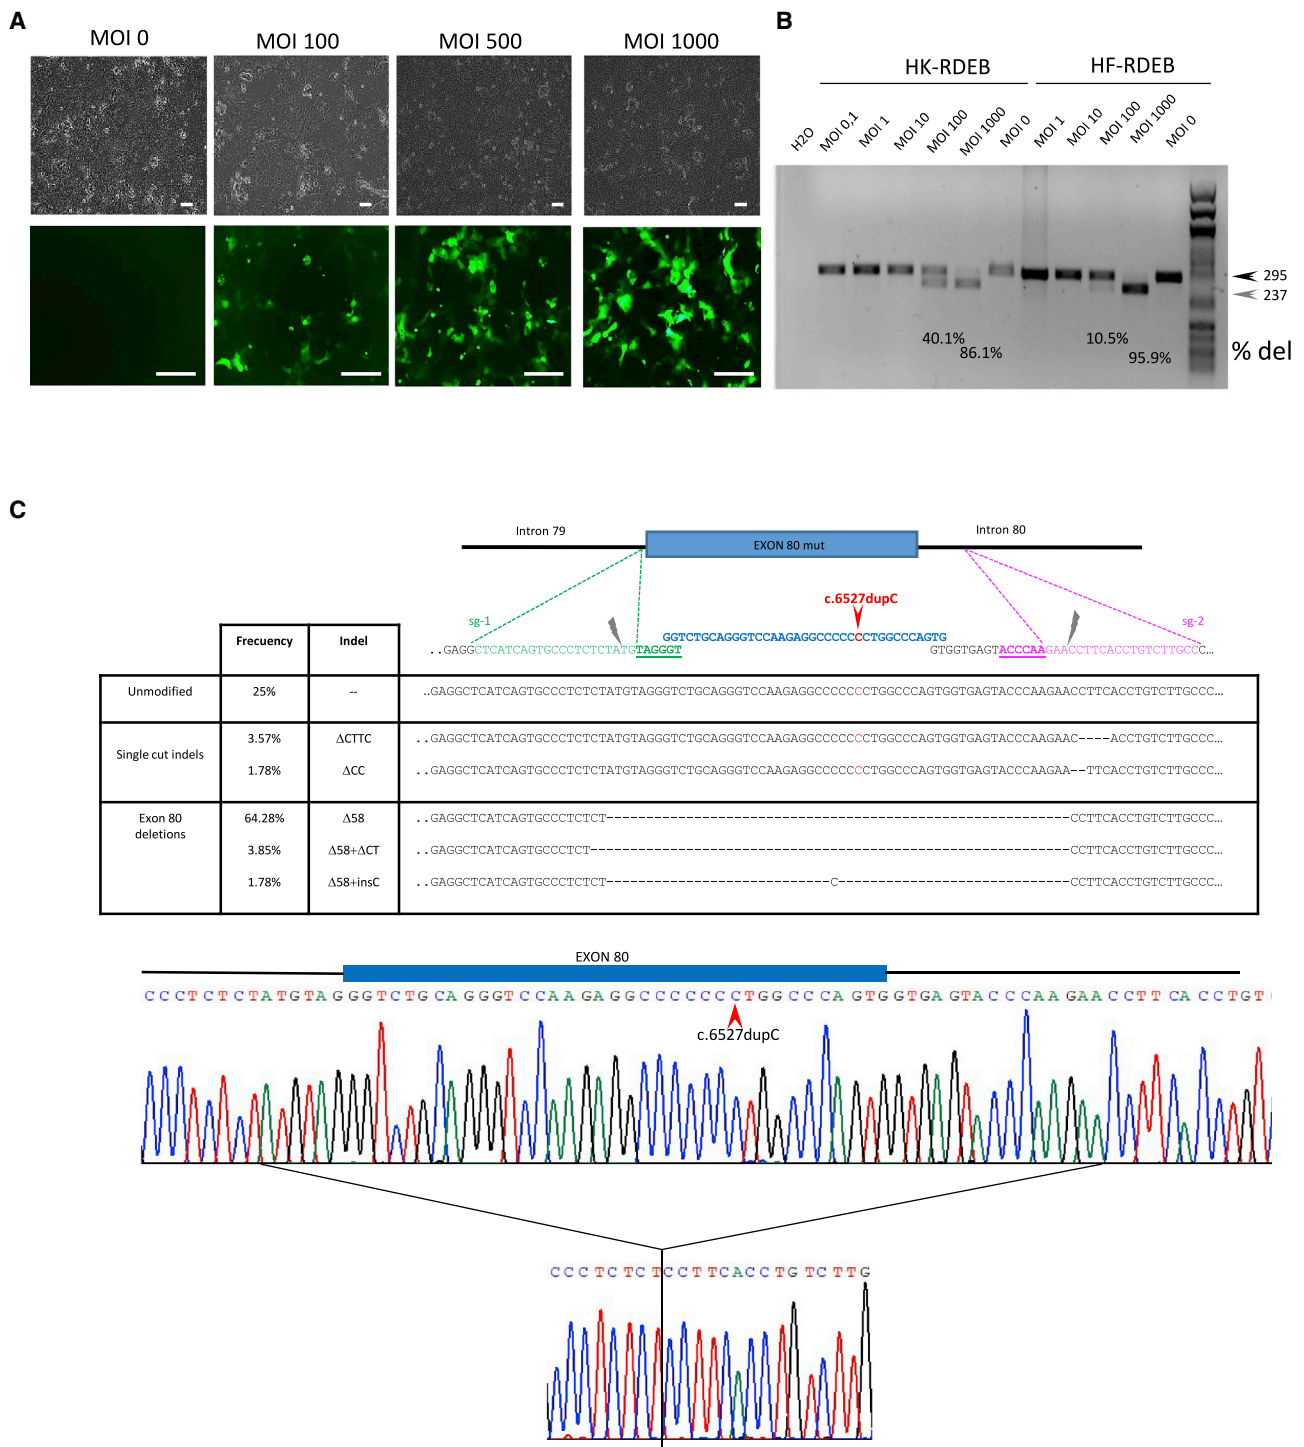 A
MOI 0
MOI 100
MOI 500
MOI 1000
B
HK-RDEB
HF-RDEB
H2O
MOI 0,1
MOI 1
MOI 10
MOI 100
MOI 1000
MOI 0
MOI 1
MOI 10
MOI 100
MOI 1000
MOI 0
295
237
40.1%
86.1%
10.5%
95.9%
% del
C
Intron 79
EXON 80 mut
Intron 80
c.6527dupC
sg-1
sg-2
GGTCTGCAGGGTCCAAGAGGCCCCCCCTGGCCCAGTG
..GAGGCTCATCAGTGCCCTCTCTATGTAGGGT
GTGGTGAGTACCCAAGAACCTTCACCTGTCTTGCCC...
Frecuency
Indel
Unmodified
25%
--
..GAGGCTCATCAGTGCCCTCTCTATGTAGGGTCTGCAGGGTCCAAGAGGCCCCCCCTGGCCCAGTGGTGAGTACCCAAGAACCTTCACCTGTCTTGCCC...
Single cut indels
3.57%
ΔCTTC
..GAGGCTCATCAGTGCCCTCTCTATGTAGGGTCTGCAGGGTCCAAGAGGCCCCCCCTGGCCCAGTGGTGAGTACCCAAGAAC----ACCTGTCTTGCCC...
1.78%
ΔCC
..GAGGCTCATCAGTGCCCTCTCTATGTAGGGTCTGCAGGGTCCAAGAGGCCCCCCCTGGCCCAGTGGTGAGTACCCAAGAA--TTCACCTGTCTTGCCC...
Exon 80
deletions
64.28%
Δ58
..GAGGCTCATCAGTGCCCTCTCT----------------------------------------------------------CCTTCACCTGTCTTGCCC...
3.85%
Δ58+ΔCT
..GAGGCTCATCAGTGCCCTCT------------------------------------------------------------CCTTCACCTGTCTTGCCC...
1.78%
Δ58+insC
..GAGGCTCATCAGTGCCCTCTCT-----------------------------C-----------------------------CCTTCACCTGTCTTGCCC...
EXON 80
CCCTCTCTATGTAGGGTCTGCAGGGTCCAAGAGGCCCCCCCTGGCCCAGTGGTGAGTACCCAAGAACCTTCACCTGT
c.6527dupC
CCCTCTCTCCTTCACCTGTCTTG